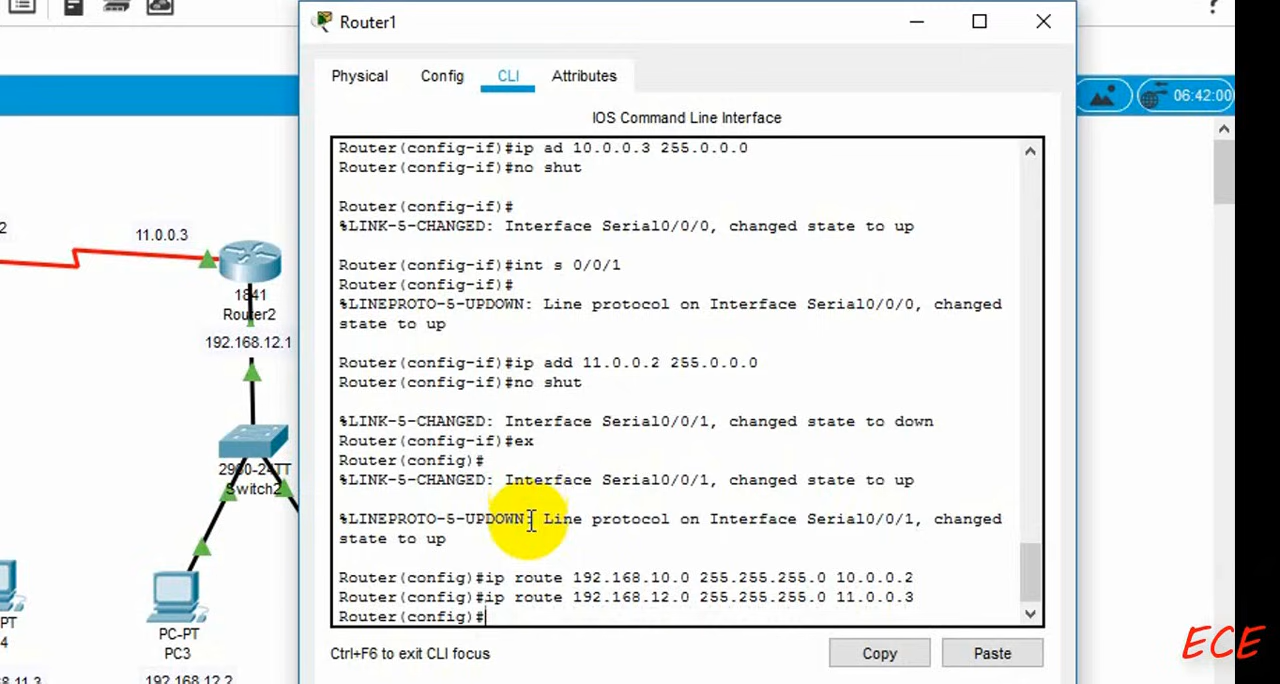 Router1
Physical Config CLI Attributes
06:42:00
IOS Command Line Interface
Router(config-if)#ip ad 10.0.0.3 255.0.0.0
Router(config-if)#no shut
Router(config-if)#
%LINK-5-CHANGED: Interface Serial0/0/0, changed state to up
Router(config-if)#int s 0/0/1
Router(config-if)#
%LINEPROTO-5-UPDOWN: Line protocol on Interface Serial0/0/0, changed
state to up
Router(config-if)#ip add 11.0.0.2 255.0.0.0
Router(config-if)#no shut
%LINK-5-CHANGED: Interface Serial0/0/1, changed state to down
Router(config-if)#ex
Router(config)#
%LINK-5-CHANGED: Interface Serial0/0/1, changed state to up
%LINEPROTO-5-UPDOWN: Line protocol on Interface Serial0/0/1, changed
state to up
Router(config)#ip route 192.168.10.0 255.255.255.0 10.0.0.2
Router(config)#ip route 192.168.12.0 255.255.255.0 11.0.0.3
Router(config)#
Ctrl+F6 to exit CLI focus
Copy Paste
2
11.0.0.3
1841
Router2
192.168.12.1
2960-24TT
Switch2
PT
4
PC-PT
PC3
11.3
192.168.12.2
ECE